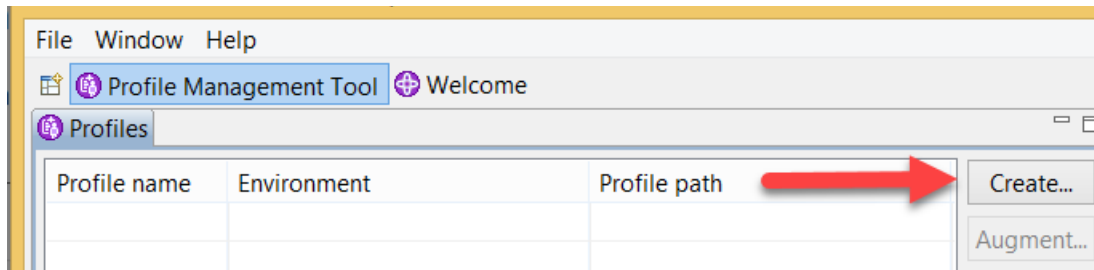 File Window Help
Profile Management Tool Welcome
Profiles
Profile name Environment Profile path Create...
Augment...